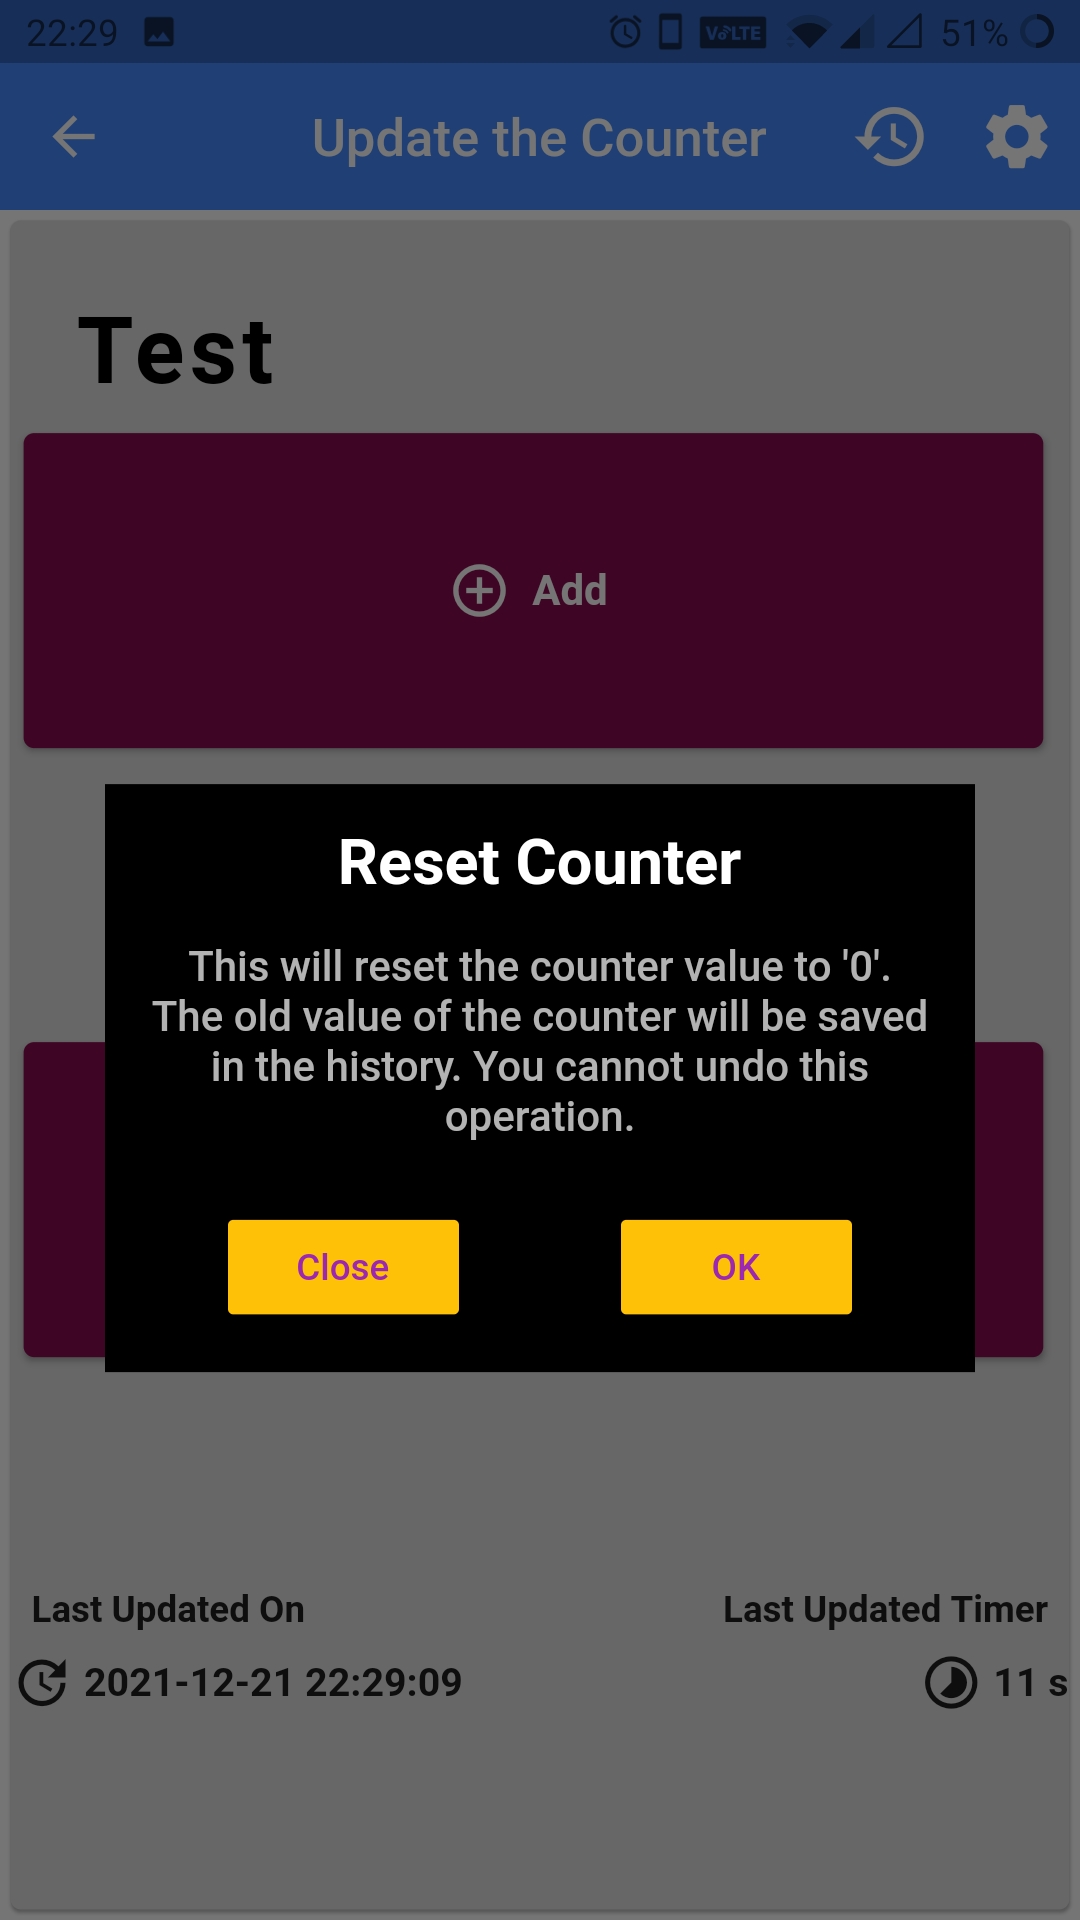 22:29 VoLTE 51%
Update the Counter
Test
Add
Reset Counter
This will reset the counter value to '0'.
The old value of the counter will be saved
in the history. You cannot undo this
operation.
Close OK
Last Updated On Last Updated Timer
2021-12-21 22:29:09 11 s